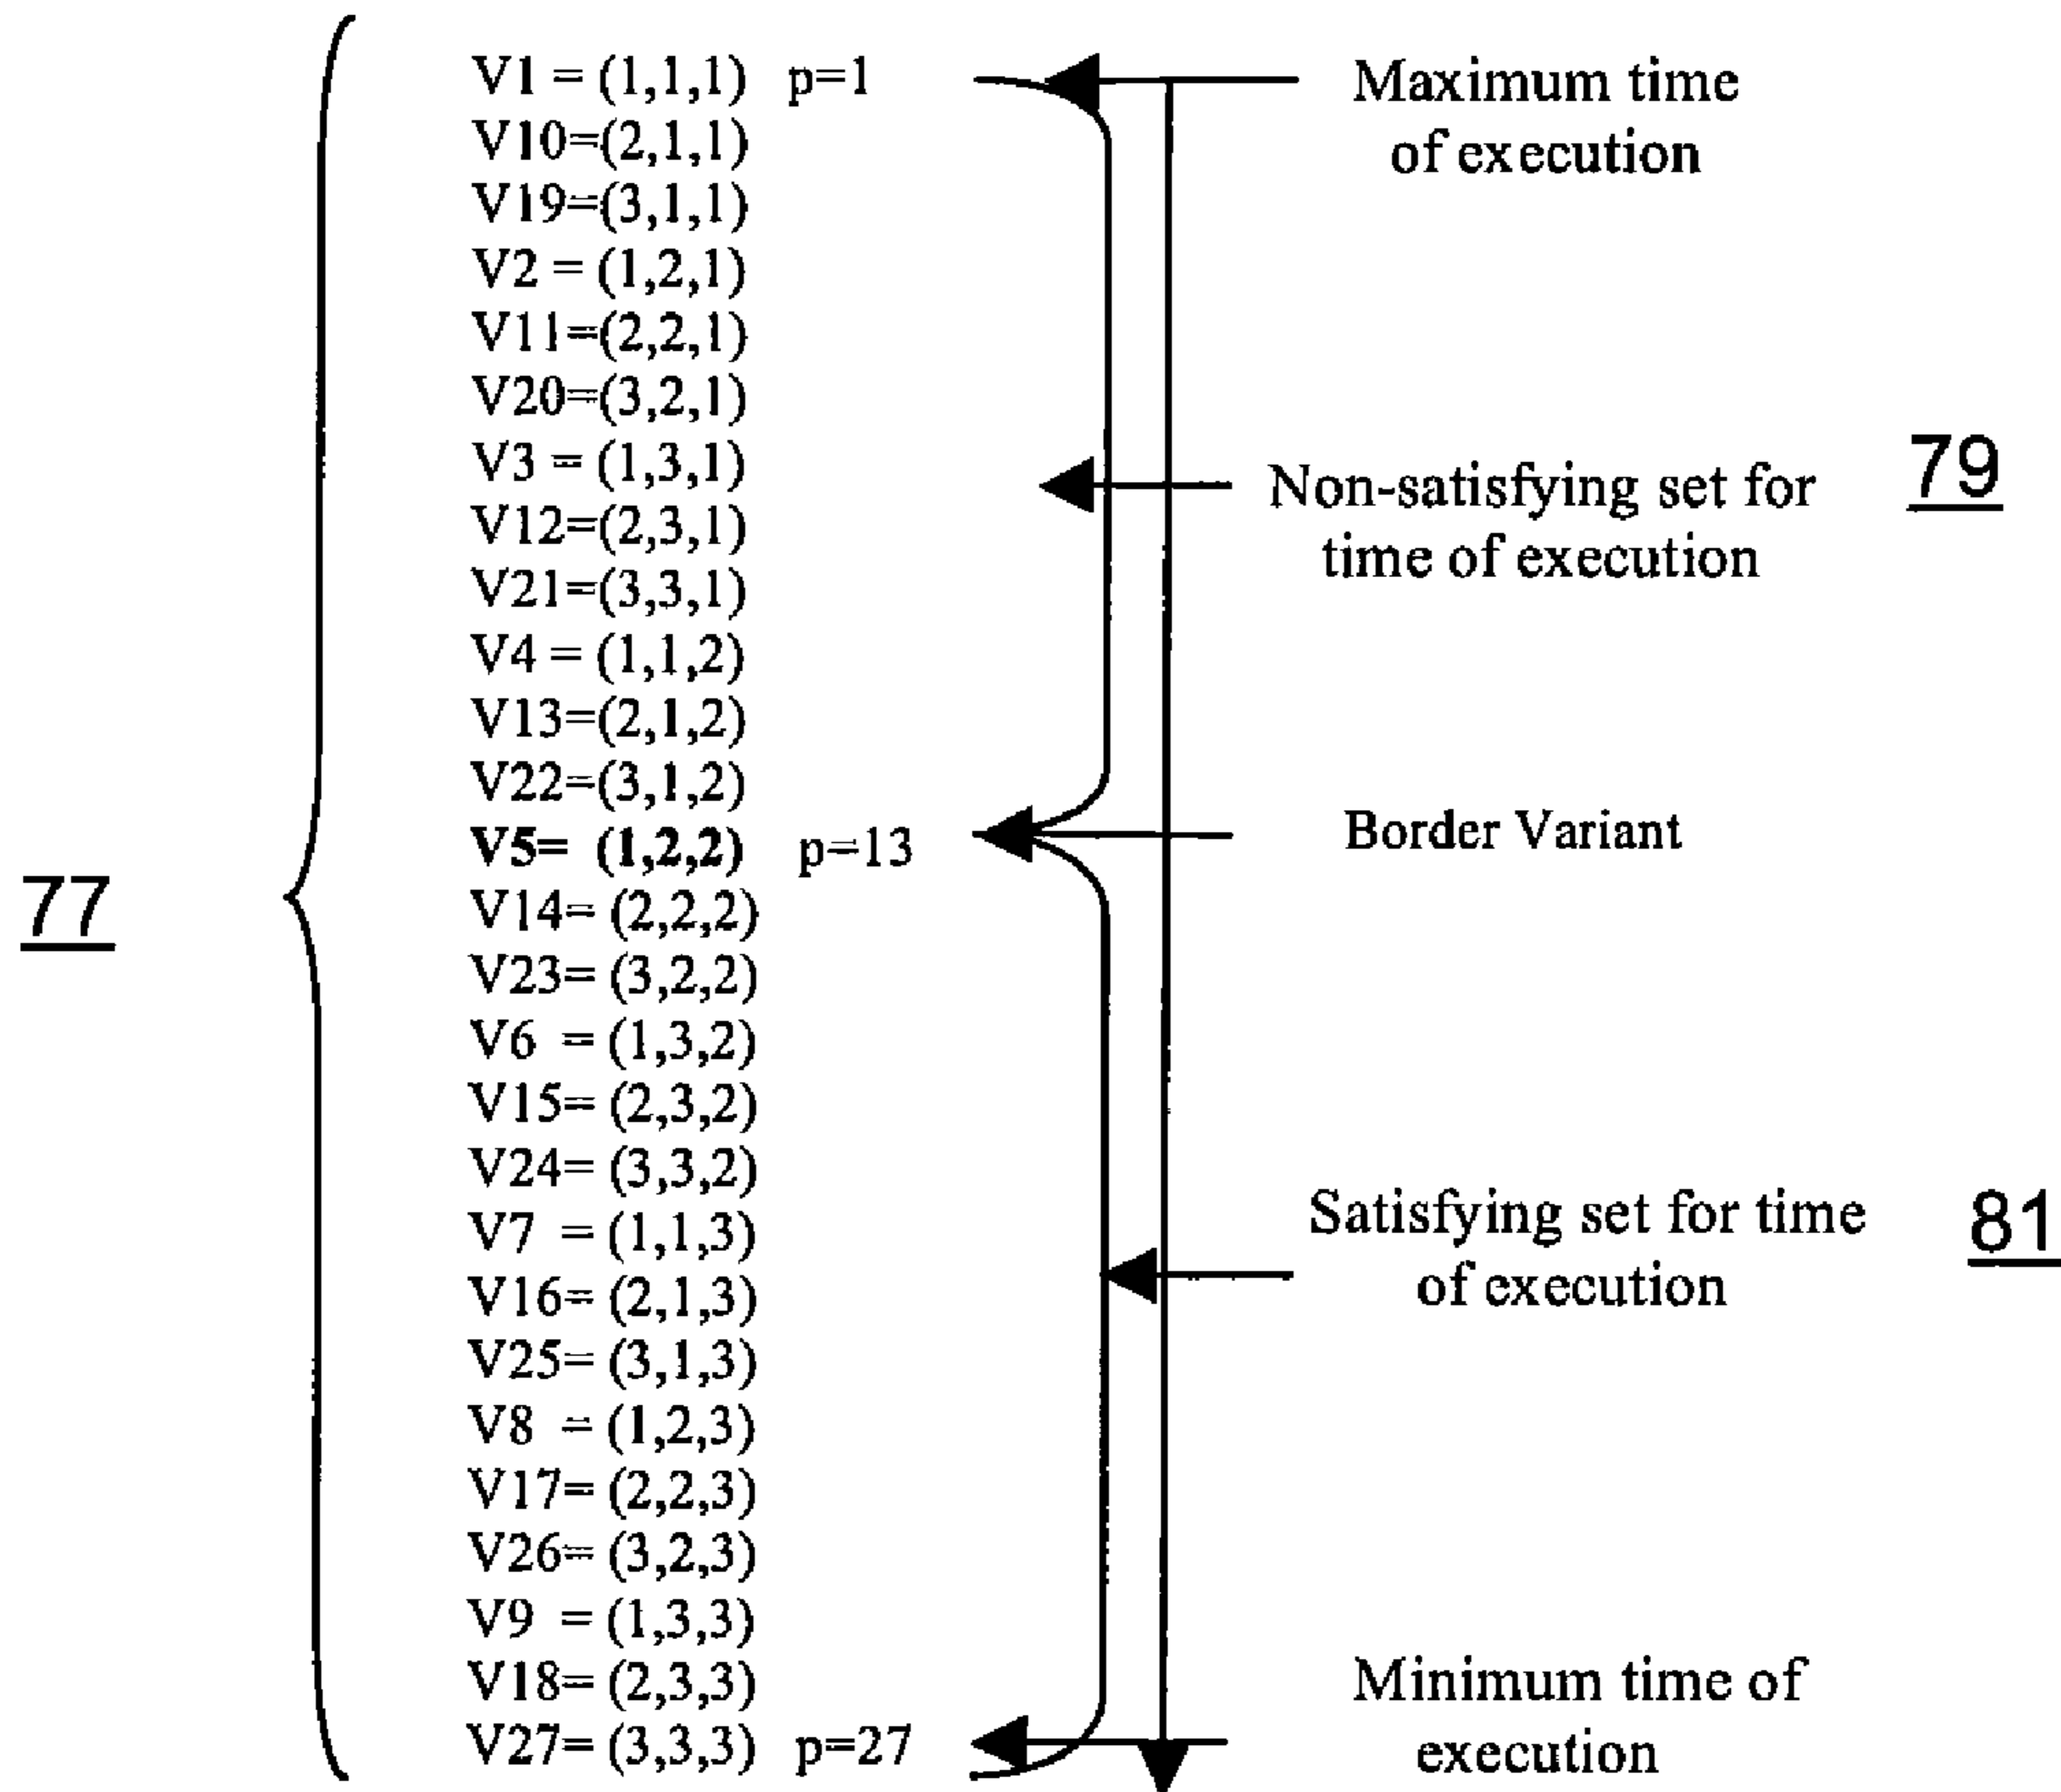 V1 = (1,1,1) p=1
V10=(2,1,1)
V19=(3,1,1)
V2 = (1,2,1)
V11=(2,2,1)
V20=(3,2,1)
V3 = (1,3,1)
V12=(2,3,1)
V21=(3,3,1)
V4 = (1,1,2)
V13=(2,1,2)
V22=(3,1,2)
V5= (1,2,2) p=13
V14= (2,2,2)
V23= (3,2,2)
V6 = (1,3,2)
V15= (2,3,2)
V24= (3,3,2)
V7 = (1,1,3)
V16= (2,1,3)
V25= (3,1,3)
V8 = (1,2,3)
V17= (2,2,3)
V26= (3,2,3)
V9 = (1,3,3)
V18= (2,3,3)
V27= (3,3,3) p=27
77
Maximum time
of execution
Non-satisfying set for
time of execution
79
Border Variant
Satisfying set for time
of execution
81
Minimum time of
execution